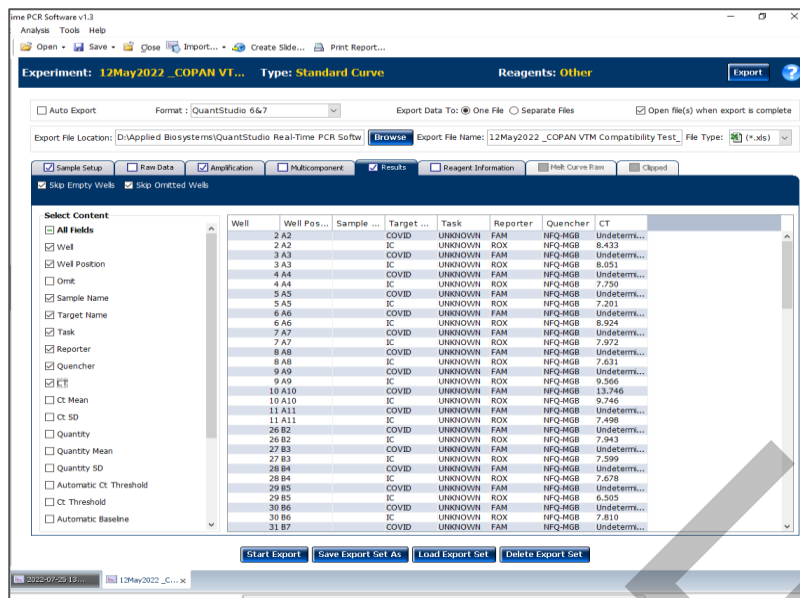 ime PCR Software v1.3
Analysis Tools Help
Open Save Close Import... Create Slide... Print Report...
Experiment: 12May2022 _COPAN VT... Type: Standard Curve Reagents: Other Export
Auto Export Format : QuantStudio 6&7 Export Data To: One File Separate Files Open file(s) when export is complete
Export File Location: D:\Applied Biosystems\QuantStudio Real-Time PCR Softw Browse Export File Name: 12May2022 _COPAN VTM Compatibility Test_ File Type: (*.xls)
Sample Setup Raw Data Amplification Multicomponent Results Reagent Information Melt Curve Raw Clipped
Skip Empty Wells Skip Omitted Wells
Select Content
All Fields
Well
Well Position
Omit
Sample Name
Target Name
Task
Reporter
Quencher
CT
Ct Mean
Ct SD
Quantity
Quantity Mean
Quantity SD
Automatic Ct Threshold
Ct Threshold
Automatic Baseline
Well Well Pos... Sample ... Target ... Task Reporter Quencher CT
2 A2 COVID UNKNOWN FAM NFQ-MGB Undetermi...
2 A2 IC UNKNOWN ROX NFQ-MGB 8.433
3 A3 COVID UNKNOWN FAM NFQ-MGB Undetermi...
3 A3 IC UNKNOWN ROX NFQ-MGB 8.051
4 A4 COVID UNKNOWN FAM NFQ-MGB Undetermi...
4 A4 IC UNKNOWN ROX NFQ-MGB 7.750
5 A5 COVID UNKNOWN FAM NFQ-MGB Undetermi...
5 A5 IC UNKNOWN ROX NFQ-MGB 7.201
6 A6 COVID UNKNOWN FAM NFQ-MGB Undetermi...
6 A6 IC UNKNOWN ROX NFQ-MGB 8.924
7 A7 COVID UNKNOWN FAM NFQ-MGB Undetermi...
7 A7 IC UNKNOWN ROX NFQ-MGB 7.972
8 A8 COVID UNKNOWN FAM NFQ-MGB Undetermi...
8 A8 IC UNKNOWN ROX NFQ-MGB 7.631
9 A9 COVID UNKNOWN FAM NFQ-MGB Undetermi...
9 A9 IC UNKNOWN ROX NFQ-MGB 9.566
10 A10 COVID UNKNOWN FAM NFQ-MGB 13.746
10 A10 IC UNKNOWN ROX NFQ-MGB 9.746
11 A11 COVID UNKNOWN FAM NFQ-MGB Undetermi...
11 A11 IC UNKNOWN ROX NFQ-MGB 7.498
26 B2 COVID UNKNOWN FAM NFQ-MGB Undetermi...
26 B2 IC UNKNOWN ROX NFQ-MGB 7.943
27 B3 COVID UNKNOWN FAM NFQ-MGB Undetermi...
27 B3 IC UNKNOWN ROX NFQ-MGB 7.599
28 B4 COVID UNKNOWN FAM NFQ-MGB Undetermi...
28 B4 IC UNKNOWN ROX NFQ-MGB 7.678
29 B5 COVID UNKNOWN FAM NFQ-MGB Undetermi...
29 B5 IC UNKNOWN ROX NFQ-MGB 6.505
30 B6 COVID UNKNOWN FAM NFQ-MGB Undetermi...
30 B6 IC UNKNOWN ROX NFQ-MGB 7.810
31 B7 COVID UNKNOWN FAM NFQ-MGB Undetermi...
Start Export Save Export Set As Load Export Set Delete Export Set
2022-07-25 13... 12May2022 _C... x